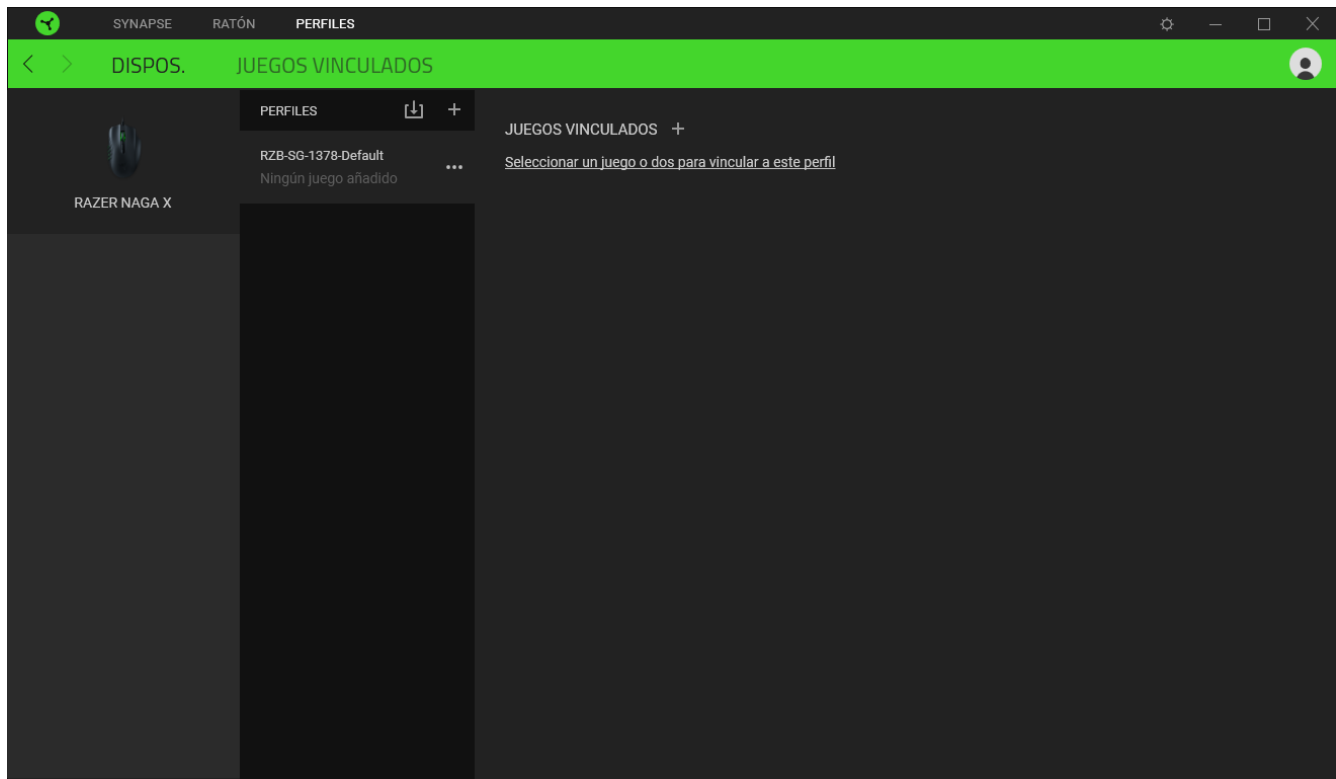 SYNAPSE RATÓN PERFILES
DISPOS. JUEGOS VINCULADOS
RAZER NAGA X
PERFILES
RZB-SG-1378-Default
Ningún juego añadido
JUEGOS VINCULADOS
Seleccionar un juego o dos para vincular a este perfil